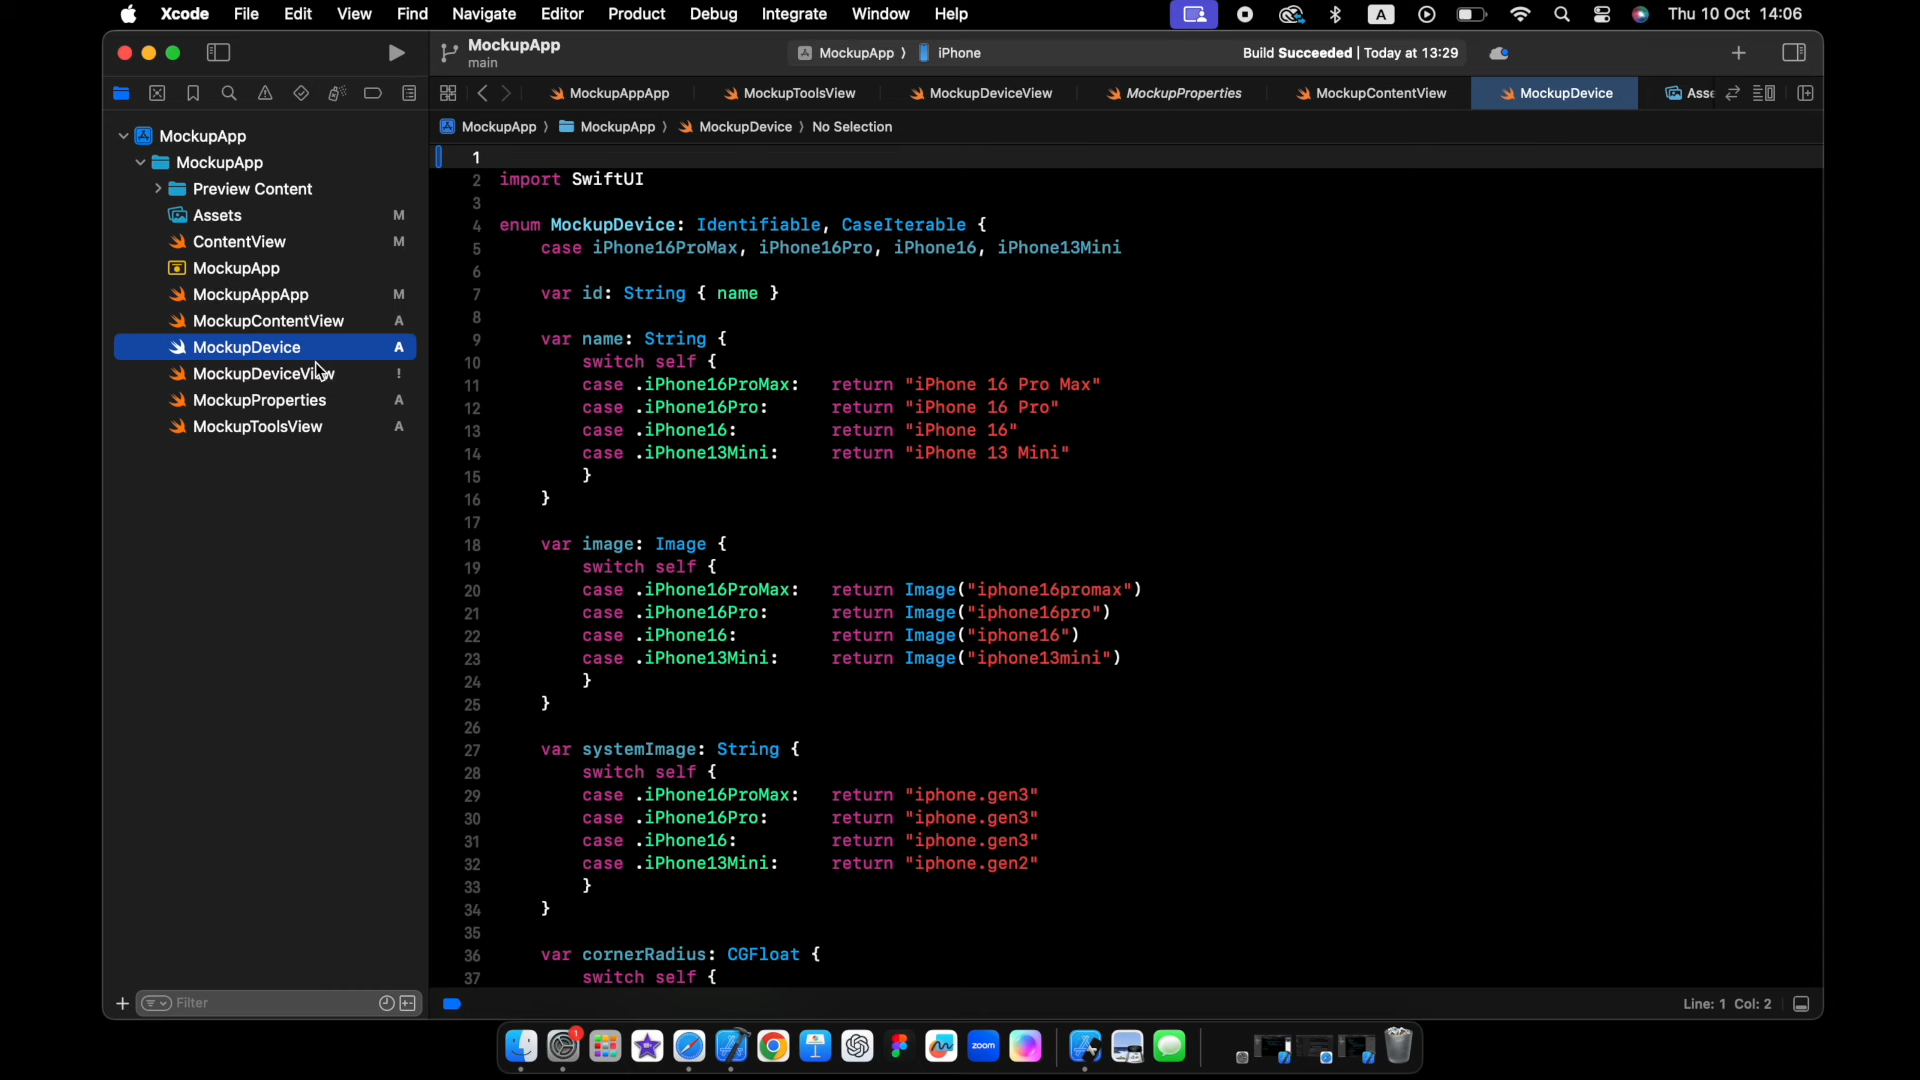 Xcode File Edit View Find Navigate Editor Product Debug Integrate Window Help A Thu 10 Oct 14:06
MockupApp
main
MockupApp 〉 iPhone
Build Succeeded | Today at 13:29
MockupAppApp MockupToolsView MockupDeviceView MockupProperties MockupContentView MockupDevice Asse
MockupApp 〉 MockupApp 〉 MockupDevice 〉 No Selection
MockupApp
MockupApp
Preview Content
Assets M
ContentView M
MockupApp
MockupAppApp M
MockupContentView A
MockupDevice A
MockupDeviceView !
MockupProperties A
MockupToolsView A
Filter
1
2 import SwiftUI
3
4 enum MockupDevice: Identifiable, CaseIterable {
5 case iPhone16ProMax, iPhone16Pro, iPhone16, iPhone13Mini
6
7 var id: String { name }
8
9 var name: String {
10 switch self {
11 case .iPhone16ProMax: return "iPhone 16 Pro Max"
12 case .iPhone16Pro: return "iPhone 16 Pro"
13 case .iPhone16: return "iPhone 16"
14 case .iPhone13Mini: return "iPhone 13 Mini"
15 }
16 }
17
18 var image: Image {
19 switch self {
20 case .iPhone16ProMax: return Image("iphone16promax")
21 case .iPhone16Pro: return Image("iphone16pro")
22 case .iPhone16: return Image("iphone16")
23 case .iPhone13Mini: return Image("iphone13mini")
24 }
25 }
26
27 var systemImage: String {
28 switch self {
29 case .iPhone16ProMax: return "iphone.gen3"
30 case .iPhone16Pro: return "iphone.gen3"
31 case .iPhone16: return "iphone.gen3"
32 case .iPhone13Mini: return "iphone.gen2"
33 }
34 }
35
36 var cornerRadius: CGFloat {
37 switch self {
Line: 1 Col: 2
1
zoom